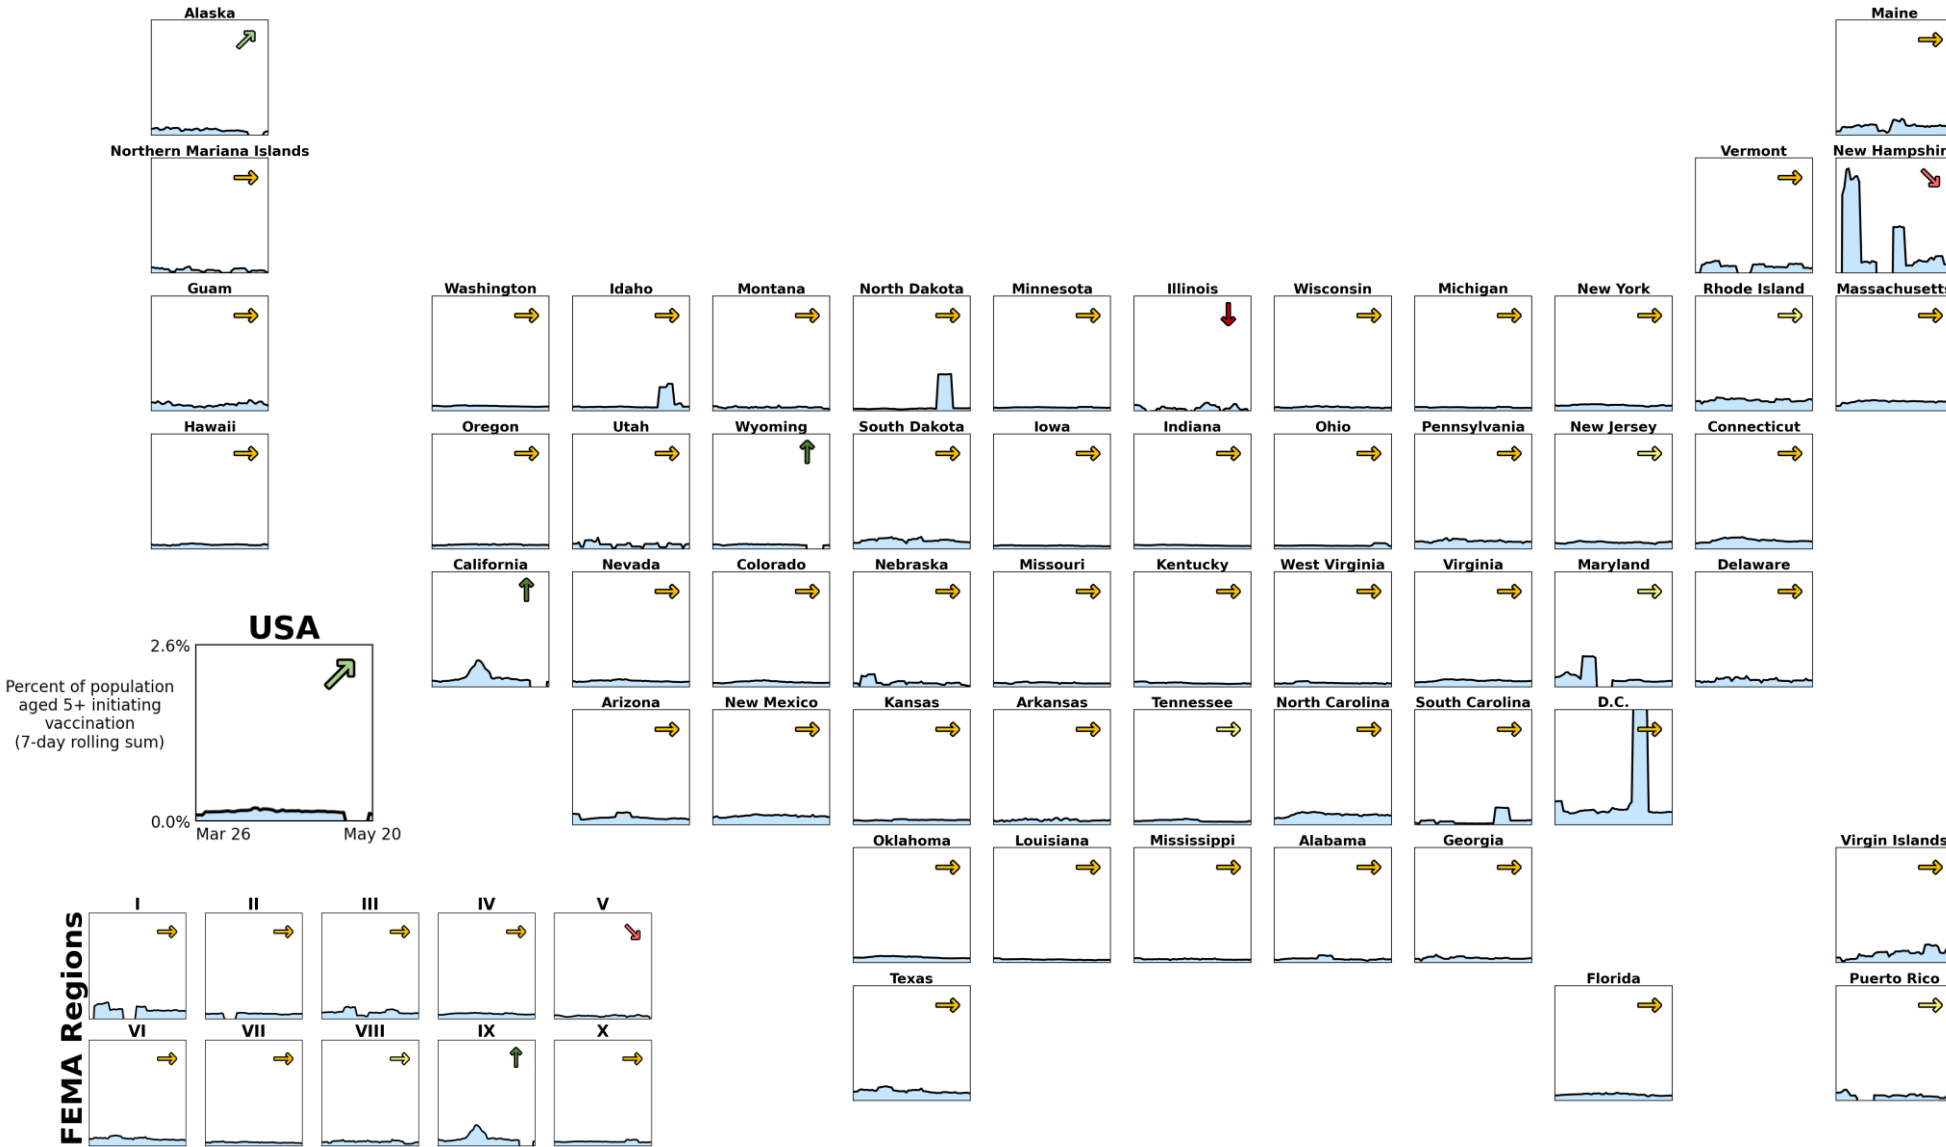 Alaska
Maine
Northern Mariana Islands
Vermont
New Hampshir
Guam
Washington
Idaho
Montana
North Dakota
Minnesota
Illinois
Wisconsin
Michigan
New York
Rhode Island
Massachusetts
Hawaii
Oregon
Utah
Wyoming
South Dakota
Iowa
Indiana
Ohio
Pennsylvania
New Jersey
Connecticut
California
Nevada
Colorado
Nebraska
Missouri
Kentucky
West Virginia
Virginia
Maryland
Delaware
USA
2.6%
Percent of population
aged 5+ initiating
vaccination
(7-day rolling sum)
0.0%
Mar 26
May 20
Arizona
New Mexico
Kansas
Arkansas
Tennessee
North Carolina
South Carolina
D.C.
Oklahoma
Louisiana
Mississippi
Alabama
Georgia
Virgin Islands
FEMA Regions
I
II
III
IV
V
Texas
Florida
Puerto Rico
VI
VII
VIII
IX
X